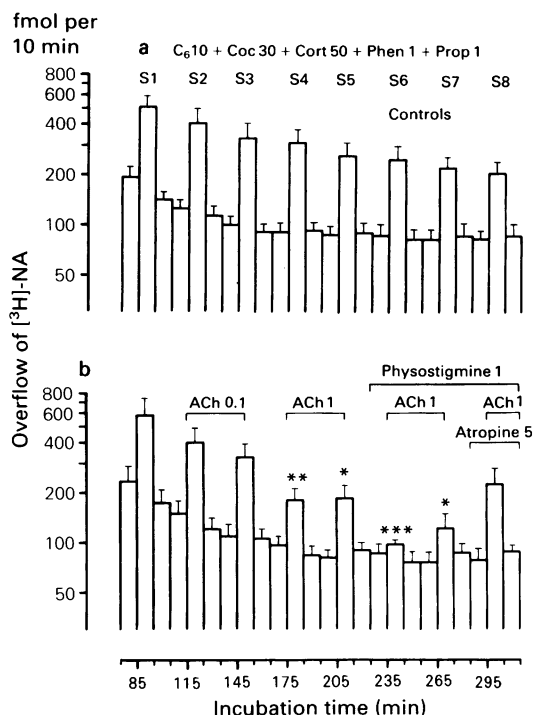 fmol per
10 min
a C₆10 + Coc 30 + Cort 50 + Phen 1 + Prop 1
S1 S2 S3 S4 S5 S6 S7 S8
Controls
800
600
400
200
100
50
Overflow of [³H]-NA
b
Physostigmine 1
ACh 0.1 ACh 1 ACh 1 ACh 1
Atropine 5
800
600
400
200
100
50
** * *** *
85 115 145 175 205 235 265 295
Incubation time (min)